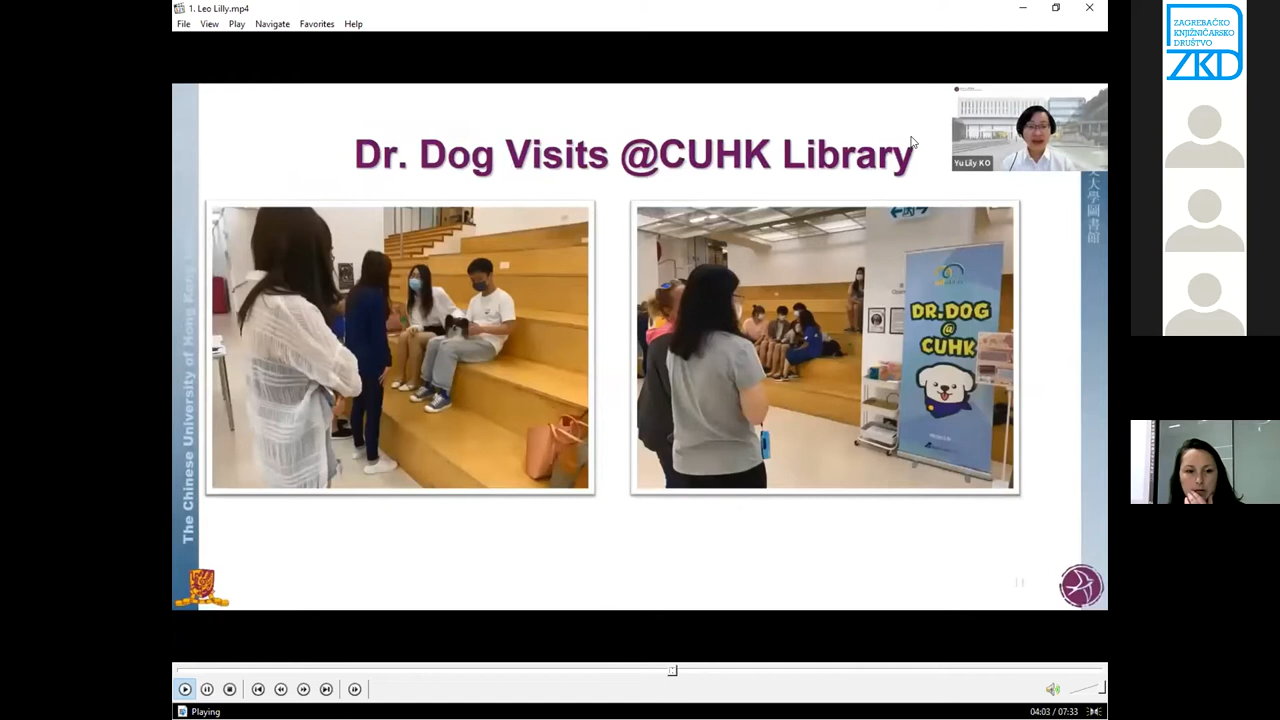 1. Leo Lilly.mp4
File View Play Navigate Favorites Help
ZAGREBAČKO
KNJIŽNIČARSKO
DRUŠTVO
ZKD
Dr. Dog Visits @CUHK Library
Yu Lily KO
大學圖書館
The Chinese University of Hong Kong
DR.DOG
@
CUHK
Playing
04:03 / 07:33